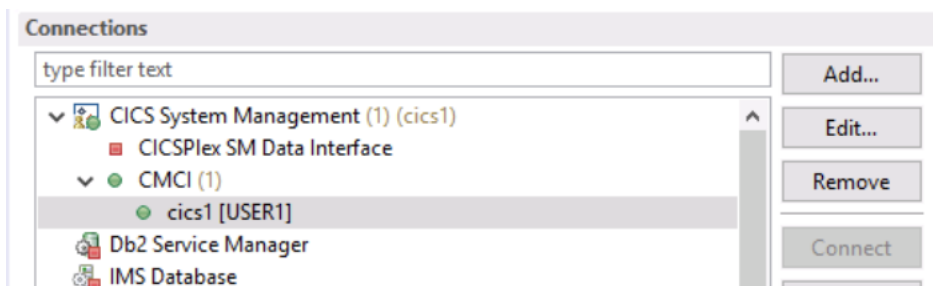 Connections
type filter text
Add...
CICS System Management (1) (cics1)
Edit...
CICSPlex SM Data Interface
CMCI (1)
Remove
cics1 [USER1]
Db2 Service Manager
Connect
IMS Database